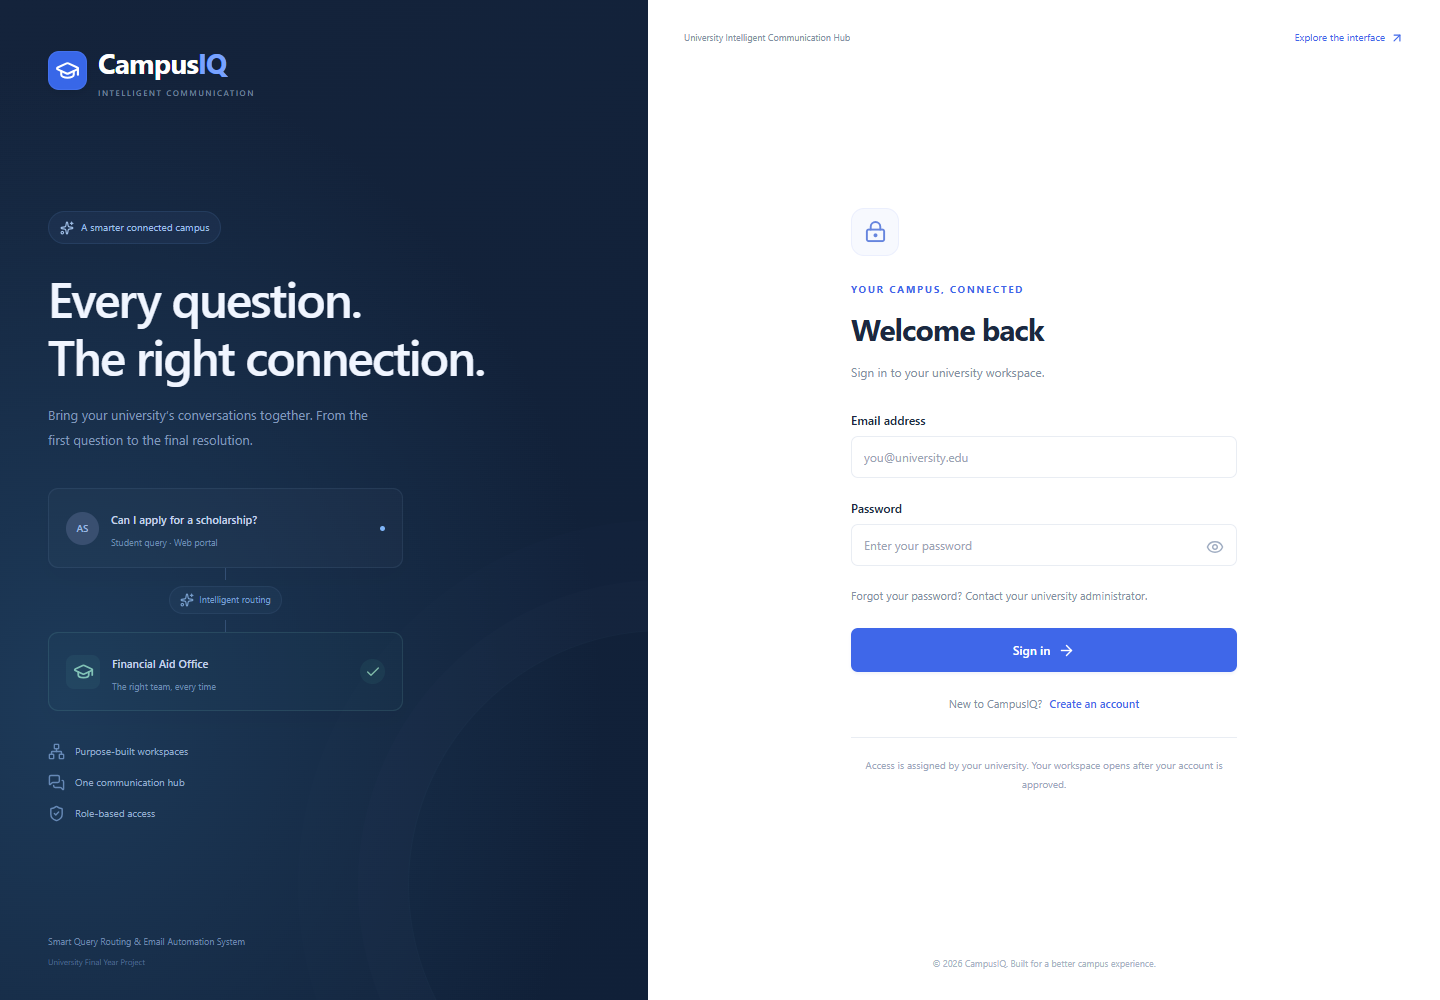 CampusIQ
INTELLIGENT COMMUNICATION
A smarter connected campus
Every question.
The right connection.
Bring your university's conversations together. From the
first question to the final resolution.
AS
Can I apply for a scholarship?
Student query · Web portal
Intelligent routing
Financial Aid Office
The right team, every time
Purpose-built workspaces
One communication hub
Role-based access
Smart Query Routing & Email Automation System
University Final Year Project
University Intelligent Communication Hub
Explore the interface
YOUR CAMPUS, CONNECTED
Welcome back
Sign in to your university workspace.
Email address
you@university.edu
Password
Enter your password
Forgot your password? Contact your university administrator.
Sign in
New to CampusIQ? Create an account
Access is assigned by your university. Your workspace opens after your account is
approved.
© 2026 CampusIQ. Built for a better campus experience.